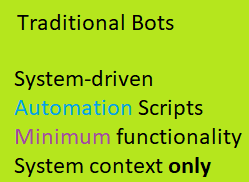 Traditional Bots
System-driven
Automation Scripts
Minimum functionality
System context only